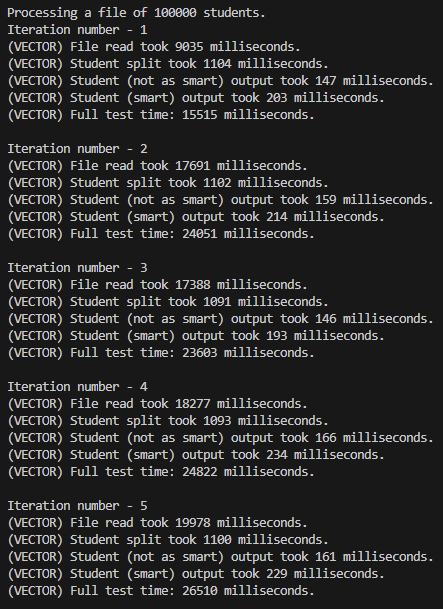 Processing a file of 100000 students.
Iteration number - 1
(VECTOR) File read took 9035 milliseconds.
(VECTOR) Student split took 1104 milliseconds.
(VECTOR) Student (not as smart) output took 147 milliseconds.
(VECTOR) Student (smart) output took 203 milliseconds.
(VECTOR) Full test time: 15515 milliseconds.

Iteration number - 2
(VECTOR) File read took 17691 milliseconds.
(VECTOR) Student split took 1102 milliseconds.
(VECTOR) Student (not as smart) output took 159 milliseconds.
(VECTOR) Student (smart) output took 214 milliseconds.
(VECTOR) Full test time: 24051 milliseconds.

Iteration number - 3
(VECTOR) File read took 17388 milliseconds.
(VECTOR) Student split took 1091 milliseconds.
(VECTOR) Student (not as smart) output took 146 milliseconds.
(VECTOR) Student (smart) output took 193 milliseconds.
(VECTOR) Full test time: 23603 milliseconds.

Iteration number - 4
(VECTOR) File read took 18277 milliseconds.
(VECTOR) Student split took 1093 milliseconds.
(VECTOR) Student (not as smart) output took 166 milliseconds.
(VECTOR) Student (smart) output took 234 milliseconds.
(VECTOR) Full test time: 24822 milliseconds.

Iteration number - 5
(VECTOR) File read took 19978 milliseconds.
(VECTOR) Student split took 1100 milliseconds.
(VECTOR) Student (not as smart) output took 161 milliseconds.
(VECTOR) Student (smart) output took 229 milliseconds.
(VECTOR) Full test time: 26510 milliseconds.